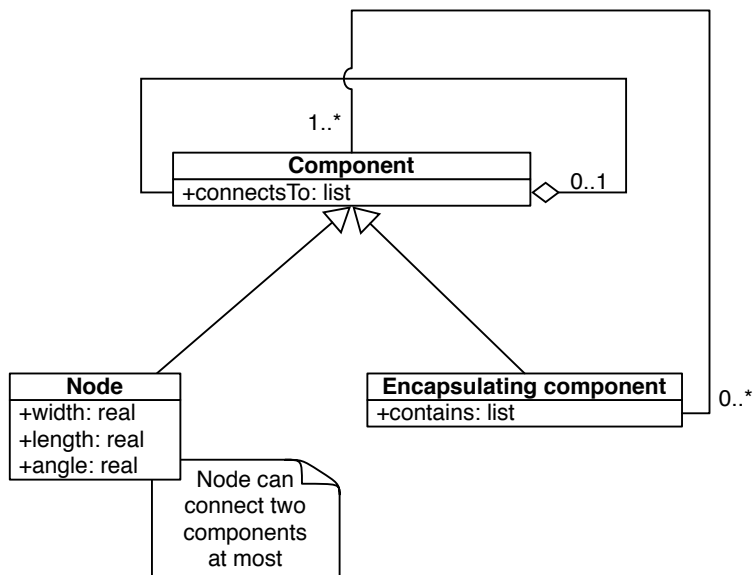 1..*
Component
+connectsTo: list
0..1
Node
+width: real
+length: real
+angle: real
Encapsulating component
+contains: list
0..*
Node can
connect two
components
at most